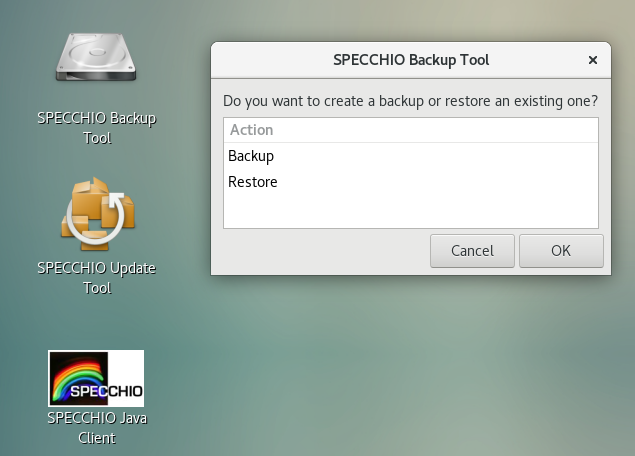 SPECCHIO Backup
Tool
SPECCHIO Update
Tool
SPECCHIO
SPECCHIO Java
Client
SPECCHIO Backup Tool
×
Do you want to create a backup or restore an existing one?
Action
Backup
Restore
Cancel
OK